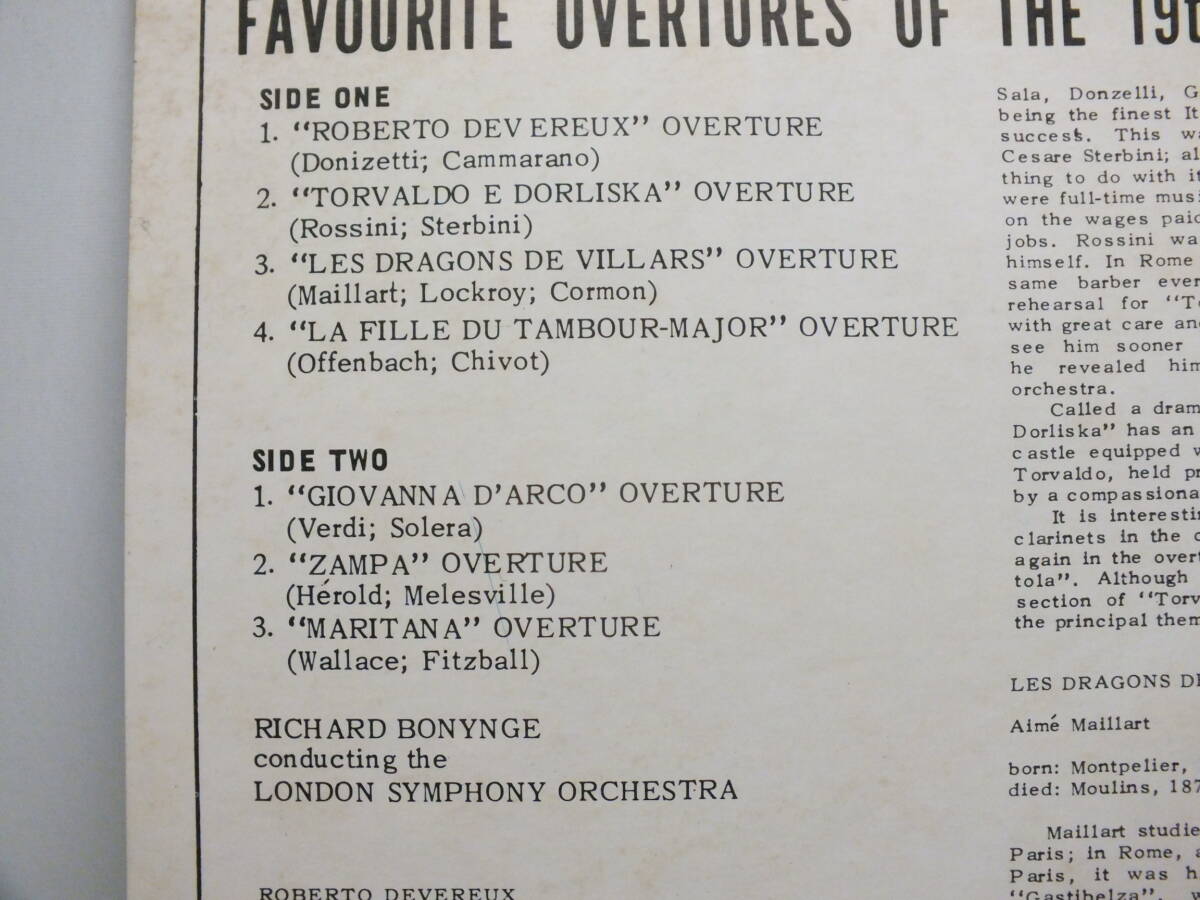 FAVOURITE OVERTURES OF THE
SIDE ONE
1. "ROBERTO DEVEREUX" OVERTURE
(Donizetti; Cammarano)
2. "TORVALDO E DORLISKA" OVERTURE
(Rossini; Sterbini)
3. "LES DRAGONS DE VILLARS" OVERTURE
(Maillart; Lockroy; Cormon)
4. "LA FILLE DU TAMBOUR-MAJOR" OVERTURE
(Offenbach; Chivot)
SIDE TWO
1. "GIOVANNA D'ARCO" OVERTURE
(Verdi; Solera)
2. "ZAMPA" OVERTURE
(Hérold; Melesville)
3. "MARITANA" OVERTURE
(Wallace; Fitzball)
RICHARD BONYNGE
conducting the
LONDON SYMPHONY ORCHESTRA
ROBERTO DEVEREUX
Sala, Donzelli,
being the finest
success. This
Cesare Sterbini;
thing to do with
were full-time
on the wages
jobs. Rossini
himself. In Rome
same barber
rehearsal for
with great care
see him sooner
he revealed
orchestra.
Called a
Dorliska" has an
castle equipped
Torvaldo, held
by a
It is
clarinets in the
again in the
tola". Although
section of
the principal
LES DRAGONS
Aimé Maillart
born: Montpelier,
died: Moulins,
Maillart
Paris; in Rome,
Paris, it was
"Gastibelza",